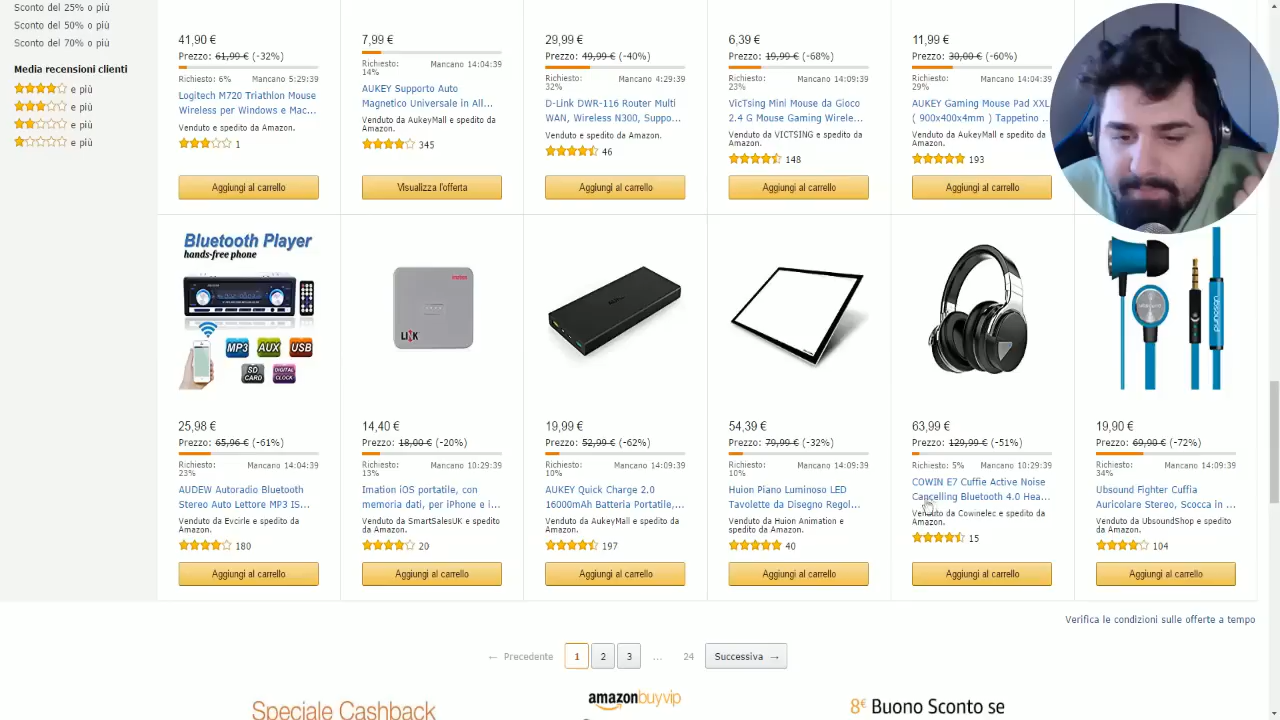 Sconto del 25% o più
Sconto del 50% o più
Sconto del 70% o più
Media recensioni clienti
e più
e più
e più
e più
41,90 €
Prezzo: 61,99 € (-32%)
Richiesto: 6% Mancano 5:29:39
Logitech M720 Triathlon Mouse
Wireless per Windows e Mac...
Venduto e spedito da Amazon.
1
Aggiungi al carrello
7,99 €
Richiesto: Mancano 14:04:39
14%
AUKEY Supporto Auto
Magnetico Universale in All...
Venduto da AukeyMall e spedito da
Amazon.
345
Visualizza l'offerta
29,99 €
Prezzo: 49,99 € (-40%)
Richiesto: Mancano 4:29:39
32%
D-Link DWR-116 Router Multi
WAN, Wireless N300, Suppo...
Venduto e spedito da Amazon.
46
Aggiungi al carrello
6,39 €
Prezzo: 19,99 € (-68%)
Richiesto: Mancano 14:09:39
23%
VicTsing Mini Mouse da Gioco
2.4 G Mouse Gaming Wirele...
Venduto da VICTSING e spedito da
Amazon.
148
Aggiungi al carrello
11,99 €
Prezzo: 30,00 € (-60%)
Richiesto: Mancano 14:04:39
29%
AUKEY Gaming Mouse Pad XXL
( 900x400x4mm ) Tappetino ...
Venduto da AukeyMall e spedito da
Amazon.
193
Aggiungi al carrello
Bluetooth Player
hands-free phone
MP3 AUX USB
SD CARD DIGITAL CLOCK
25,98 €
Prezzo: 65,96 € (-61%)
Richiesto: Mancano 14:04:39
23%
AUDEW Autoradio Bluetooth
Stereo Auto Lettore MP3 IS...
Venduto da Evcirle e spedito da
Amazon.
180
Aggiungi al carrello
LINK
14,40 €
Prezzo: 18,00 € (-20%)
Richiesto: Mancano 10:29:39
13%
Imation iOS portatile, con
memoria dati, per iPhone e i...
Venduto da SmartSalesUK e spedito da
Amazon.
20
Aggiungi al carrello
19,99 €
Prezzo: 52,99 € (-62%)
Richiesto: Mancano 14:09:39
10%
AUKEY Quick Charge 2.0
16000mAh Batteria Portatile,...
Venduto da AukeyMall e spedito da
Amazon.
197
Aggiungi al carrello
54,39 €
Prezzo: 79,99 € (-32%)
Richiesto: Mancano 14:09:39
10%
Huion Piano Luminoso LED
Tavolette da Disegno Regol...
Venduto da Huion Animation e
spedito da Amazon.
40
Aggiungi al carrello
63,99 €
Prezzo: 129,99 € (-51%)
Richiesto: 5% Mancano 10:29:39
COWIN E7 Cuffie Active Noise
Cancelling Bluetooth 4.0 Hea...
Venduto da Cowinelec e spedito da
Amazon.
15
Aggiungi al carrello
ubsound
19,90 €
Prezzo: 69,90 € (-72%)
Richiesto: Mancano 14:09:39
34%
Ubsound Fighter Cuffia
Auricolare Stereo, Scocca in ...
Venduto da UbsoundShop e spedito
da Amazon.
104
Aggiungi al carrello
Verifica le condizioni sulle offerte a tempo
← Precedente 1 2 3 ... 24 Successiva →
Speciale Cashback
amazonbuyvip
8€ Buono Sconto se